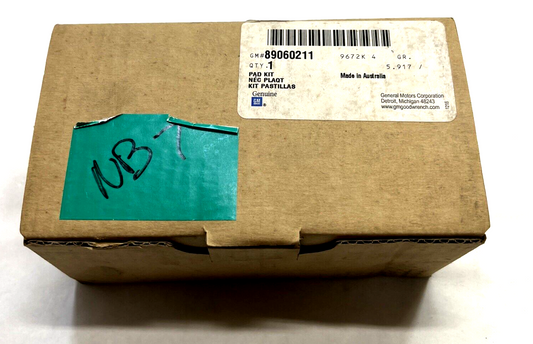 GM#89060211 9672K 4 GR.
QTY.1 5.917 /
PAD KIT Made in Australia
NEC PLAQT
KIT PASTILLAS
Genuine
GM
General Motors Corporation
Detroit, Michigan 48243
www.gmgoodwrench.com
NB